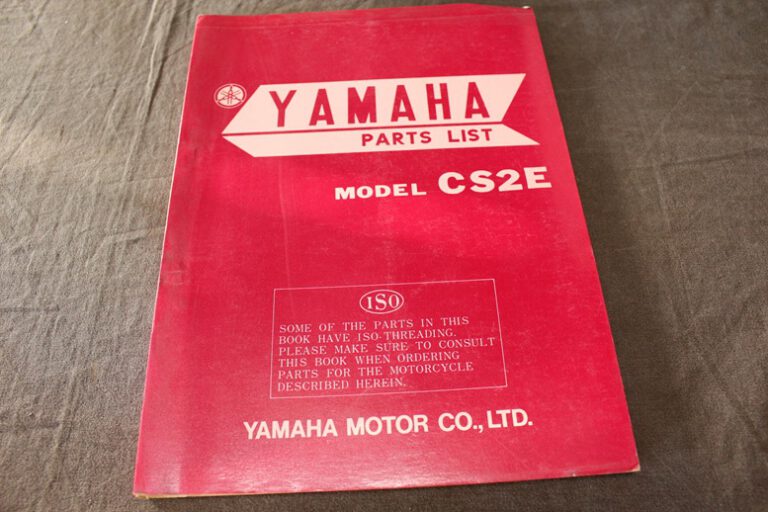 YAMAHA
PARTS LIST
MODEL CS2E
ISO
SOME OF THE PARTS IN THIS
BOOK HAVE ISO-THREADING.
PLEASE MAKE SURE TO CONSULT
THIS BOOK WHEN ORDERING
PARTS FOR THE MOTORCYCLE
DESCRIBED HEREIN.
YAMAHA MOTOR CO., LTD.